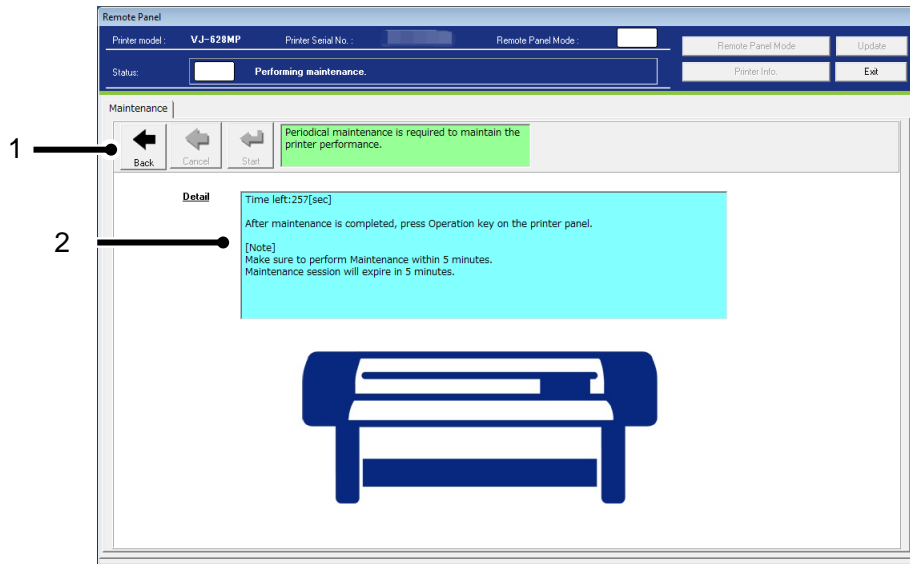 Remote Panel
Printer model : VJ-628MP Printer Serial No. : Remote Panel Mode :
Remote Panel Mode Update
Status: Performing maintenance.
Printer Info. Exit
Maintenance
1
Back Cancel Start
Periodical maintenance is required to maintain the
printer performance.
Detail
2
Time left:257[sec]
After maintenance is completed, press Operation key on the printer panel.
[Note]
Make sure to perform Maintenance within 5 minutes.
Maintenance session will expire in 5 minutes.